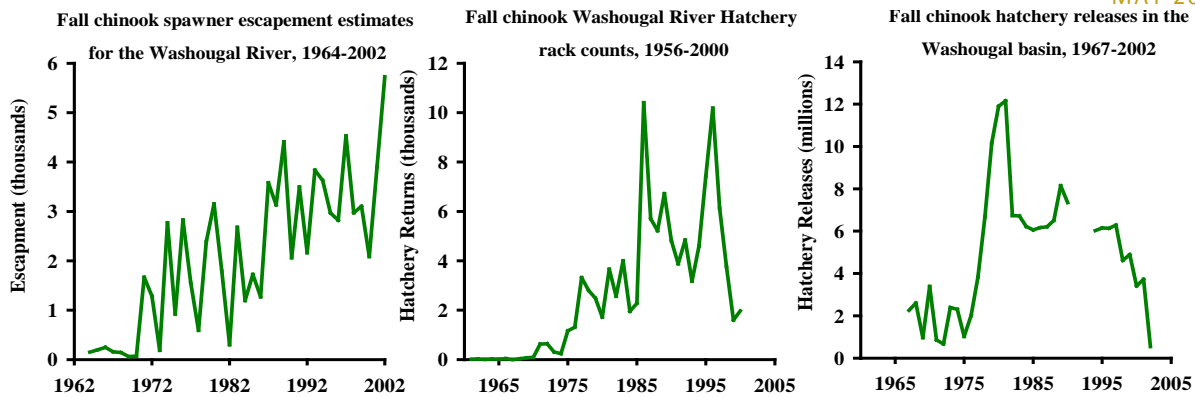 MAY 20
Fall chinook spawner escapement estimates
for the Washougal River, 1964-2002
6
5
4
3
2
1
0
Escapment (thousands)
1962 1972 1982 1992 2002
Fall chinook Washougal River Hatchery
rack counts, 1956-2000
12
10
8
6
4
2
0
Hatchery Returns (thousands)
1965 1975 1985 1995 2005
Fall chinook hatchery releases in the
Washougal basin, 1967-2002
14
12
10
8
6
4
2
0
Hatchery Releases (millions)
1965 1975 1985 1995 2005